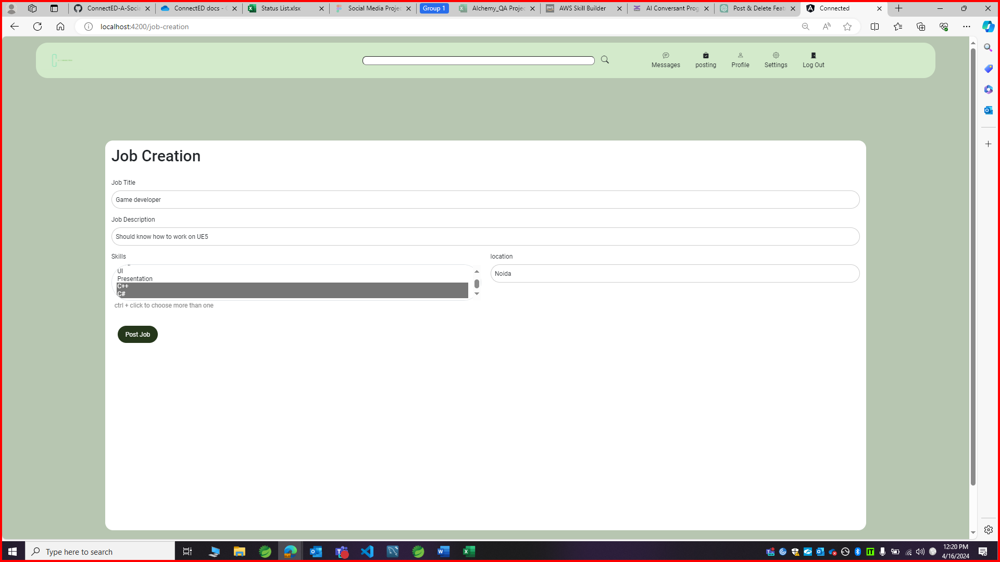 ConnectED-A-Socia
ConnectED docs -
Status List.xlsx
Social Media Projec
Group 1
Alchemy_QA Projec
AWS Skill Builder
AI Conversant Prog
Post & Delete Feat
Connected
localhost:4200/job-creation
Messages
posting
Profile
Settings
Log Out
Job Creation
Job Title
Game developer
Job Description
Should know how to work on UE5
Skills
location
UI
Presentation
C++
C#
Noida
ctrl + click to choose more than one
Post Job
Type here to search
12:20 PM
4/16/2024